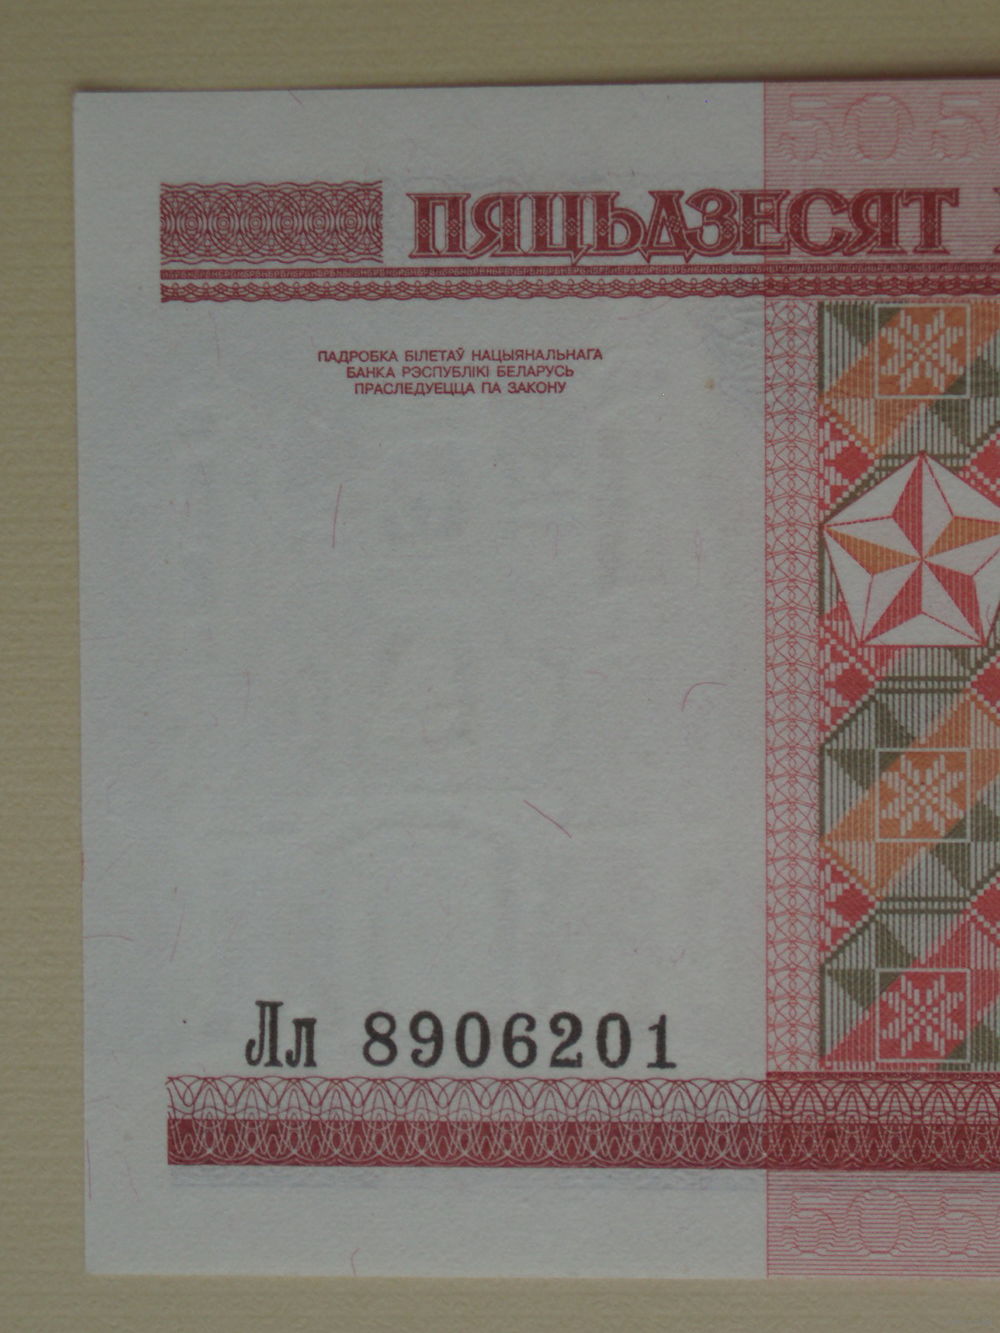 ПЯЦЬДЗЕСЯТ
ПАДРОБКА БІЛЕТАЎ НАЦЫЯНАЛЬНАГА
БАНКА РЭСПУБЛІКІ БЕЛАРУСЬ
ПРАСЛЕДУЕЦЦА ПА ЗАКОНУ
Лл 8906201